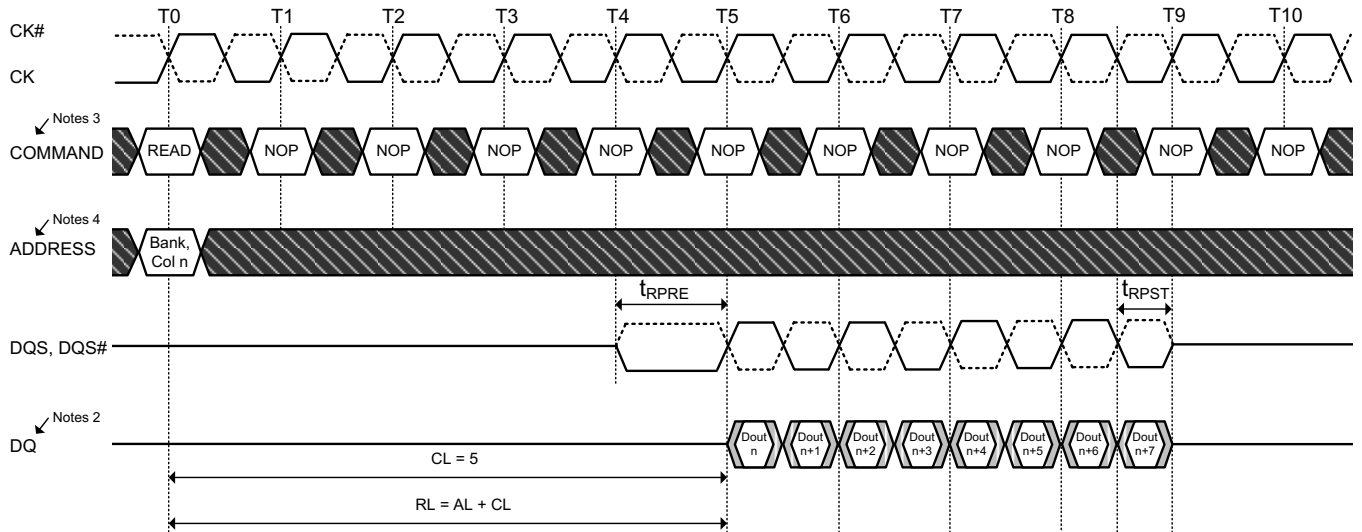 T0 T1 T2 T3 T4 T5 T6 T7 T8 T9 T10
CK#
CK
Notes 3
COMMAND READ NOP NOP NOP NOP NOP NOP NOP NOP NOP NOP
Notes 4
ADDRESS
Bank,
Col n
tRPRE tRPST
DQS, DQS#
Notes 2
DQ
Dout n
Dout n+1
Dout n+2
Dout n+3
Dout n+4
Dout n+5
Dout n+6
Dout n+7
CL = 5
RL = AL + CL